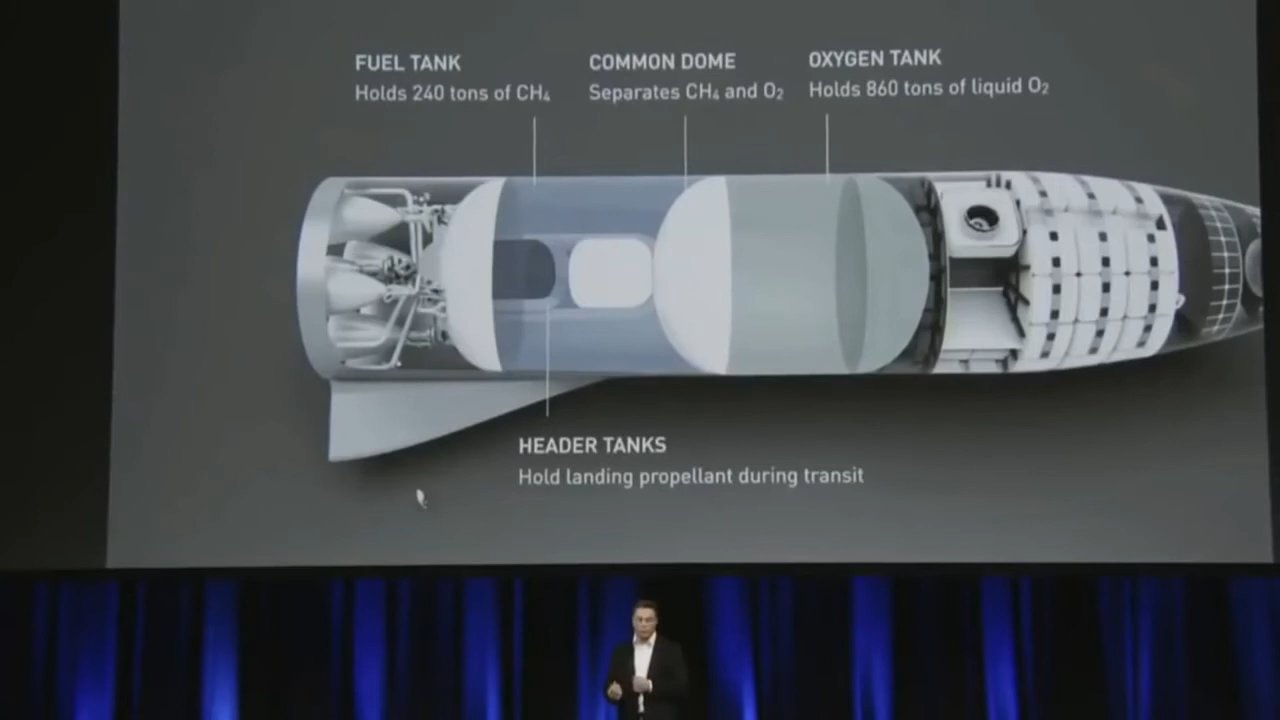 FUEL TANK
Holds 240 tons of CH₄
COMMON DOME
Separates CH₄ and O₂
OXYGEN TANK
Holds 860 tons of liquid O₂
HEADER TANKS
Hold landing propellant during transit